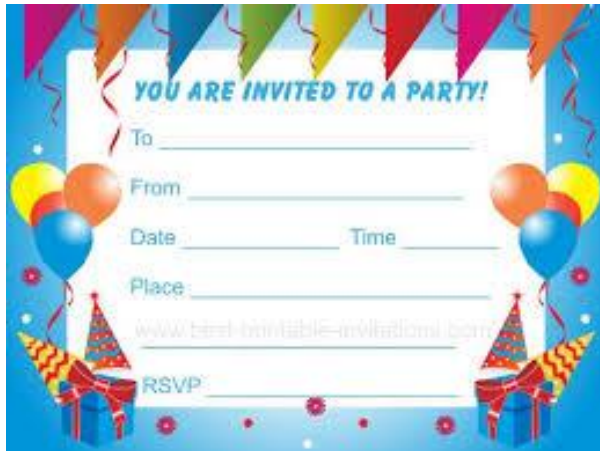 YOU ARE INVITED TO A PARTY!
To
From
Date Time
Place
www.best-printable-invitations.com
RSVP